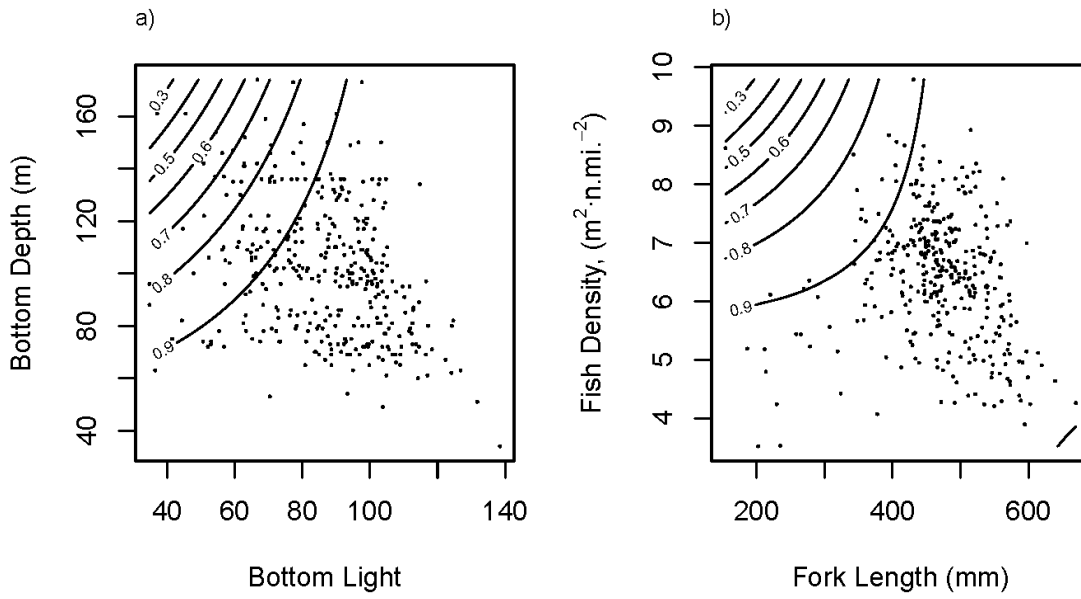 a)
Bottom Depth (m)
160
120
80
40
0.3
0.5
0.6
0.7
0.8
0.9
40 60 80 100 140
Bottom Light
b)
Fish Density, (m²·n.mi.⁻²)
10
9
8
7
6
5
4
0.3
0.5
0.6
0.7
0.8
0.9
200 400 600
Fork Length (mm)